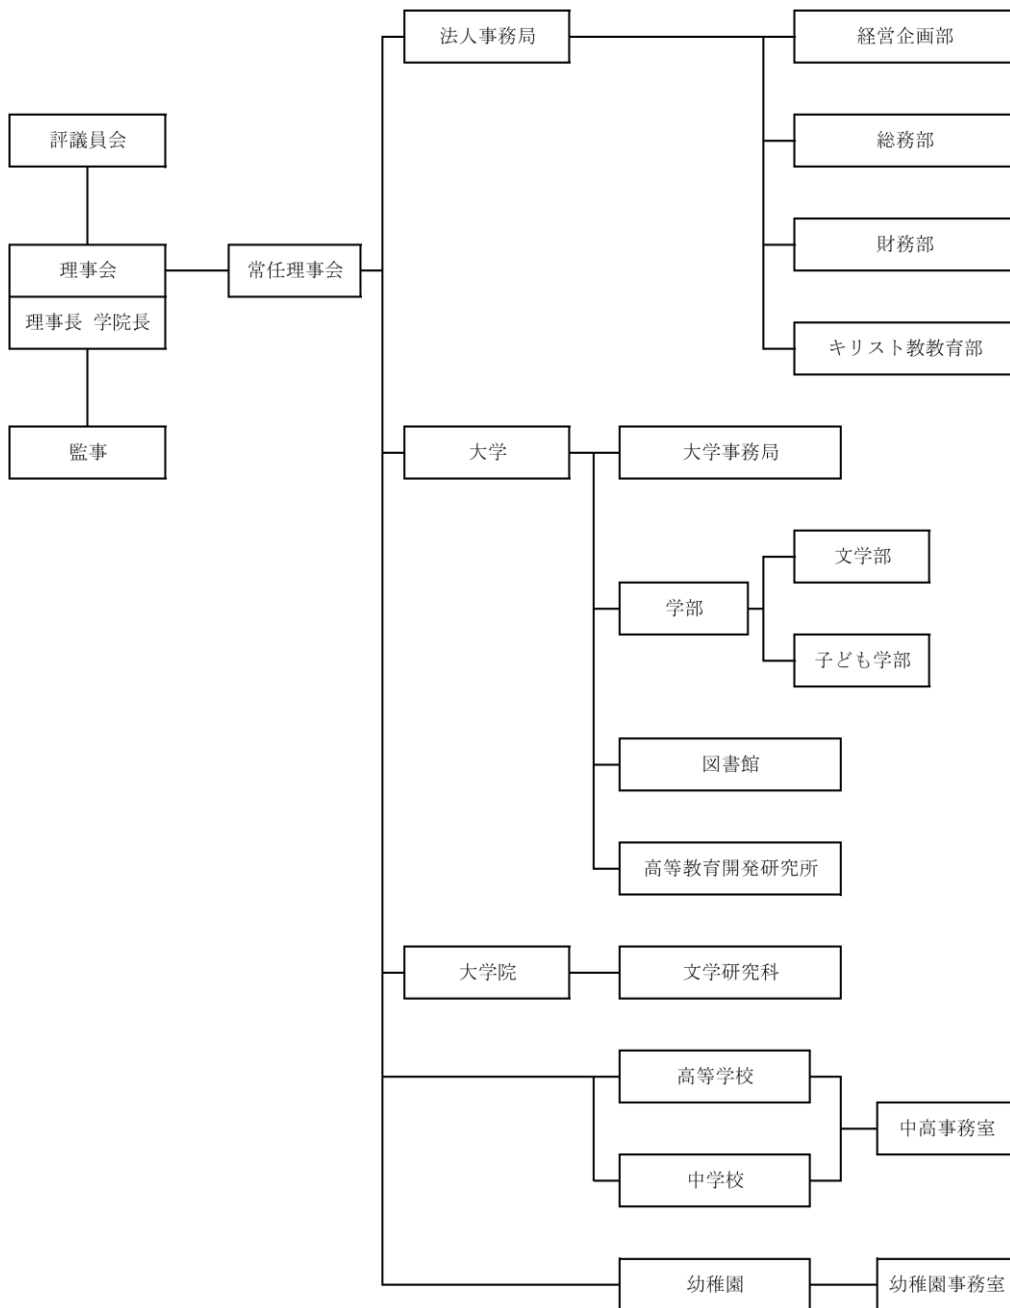 法人事務局
経営企画部
評議員会
総務部
財務部
理事会
常任理事会
理事長 学院長
キリスト教教育部
監事
大学
大学事務局
文学部
学部
子ども学部
図書館
高等教育開発研究所
大学院
文学研究科
高等学校
中高事務室
中学校
幼稚園
幼稚園事務室